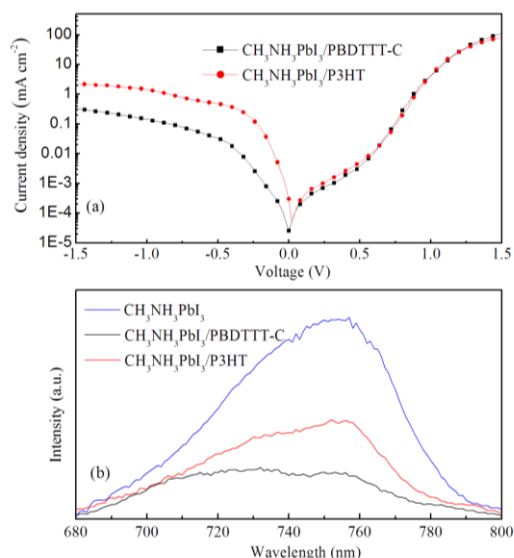 100
10
1
0.1
0.01
1E-3
1E-4
1E-5
Current density (mA cm⁻²)
CH₃NH₃PbI₃/PBDTTT-C
CH₃NH₃PbI₃/P3HT
(a)
-1.5 -1.0 -0.5 0.0 0.5 1.0 1.5
Voltage (V)
CH₃NH₃PbI₃
CH₃NH₃PbI₃/PBDTTT-C
CH₃NH₃PbI₃/P3HT
Intensity (a.u.)
(b)
680 700 720 740 760 780 800
Wavelength (nm)